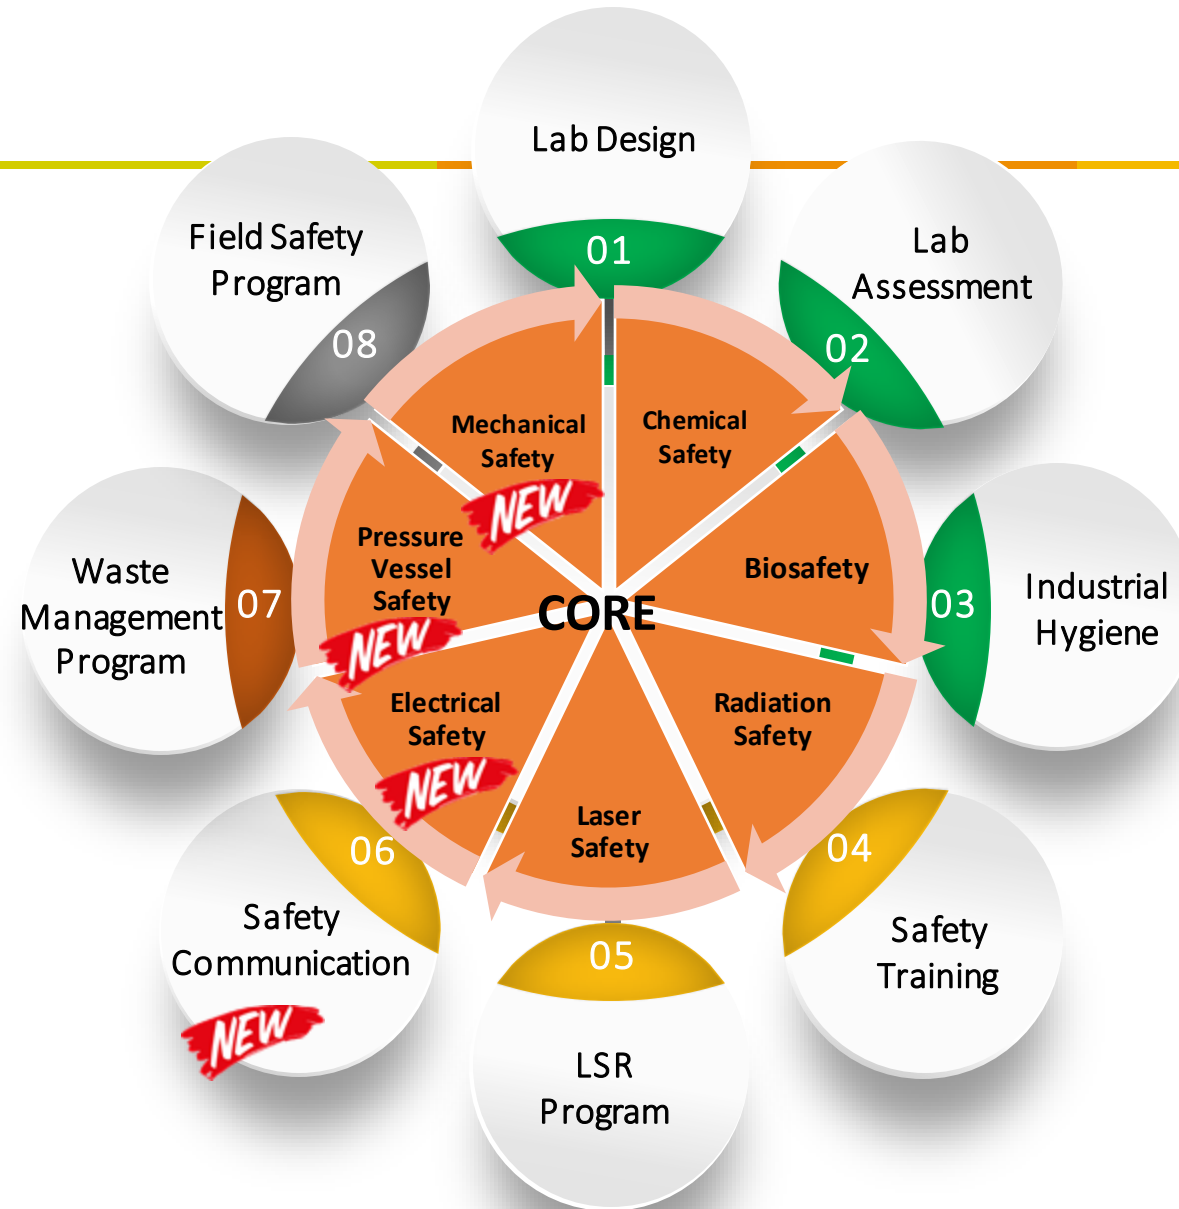 Lab Design
01
Lab
Assessment
02
Industrial
Hygiene
03
Safety
Training
04
LSR
Program
05
Safety
Communication
NEW
06
Waste
Management
Program
07
Field Safety
Program
08
Chemical
Safety
Biosafety
Radiation
Safety
Laser
Safety
Electrical
Safety
NEW
Pressure
Vessel
Safety
NEW
Mechanical
Safety
NEW
CORE